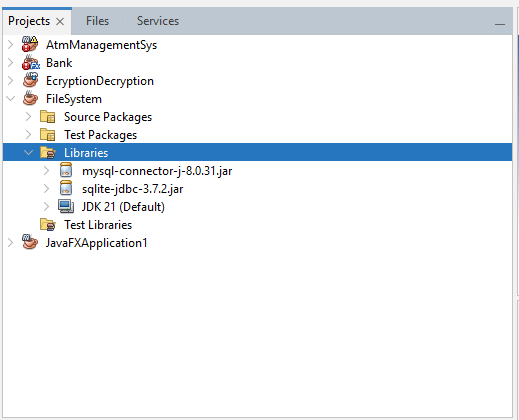 Projects Files Services
AtmManagementSys
Bank
EcryptionDecryption
FileSystem
Source Packages
Test Packages
Libraries
mysql-connector-j-8.0.31.jar
sqlite-jdbc-3.7.2.jar
JDK 21 (Default)
Test Libraries
JavaFXApplication1